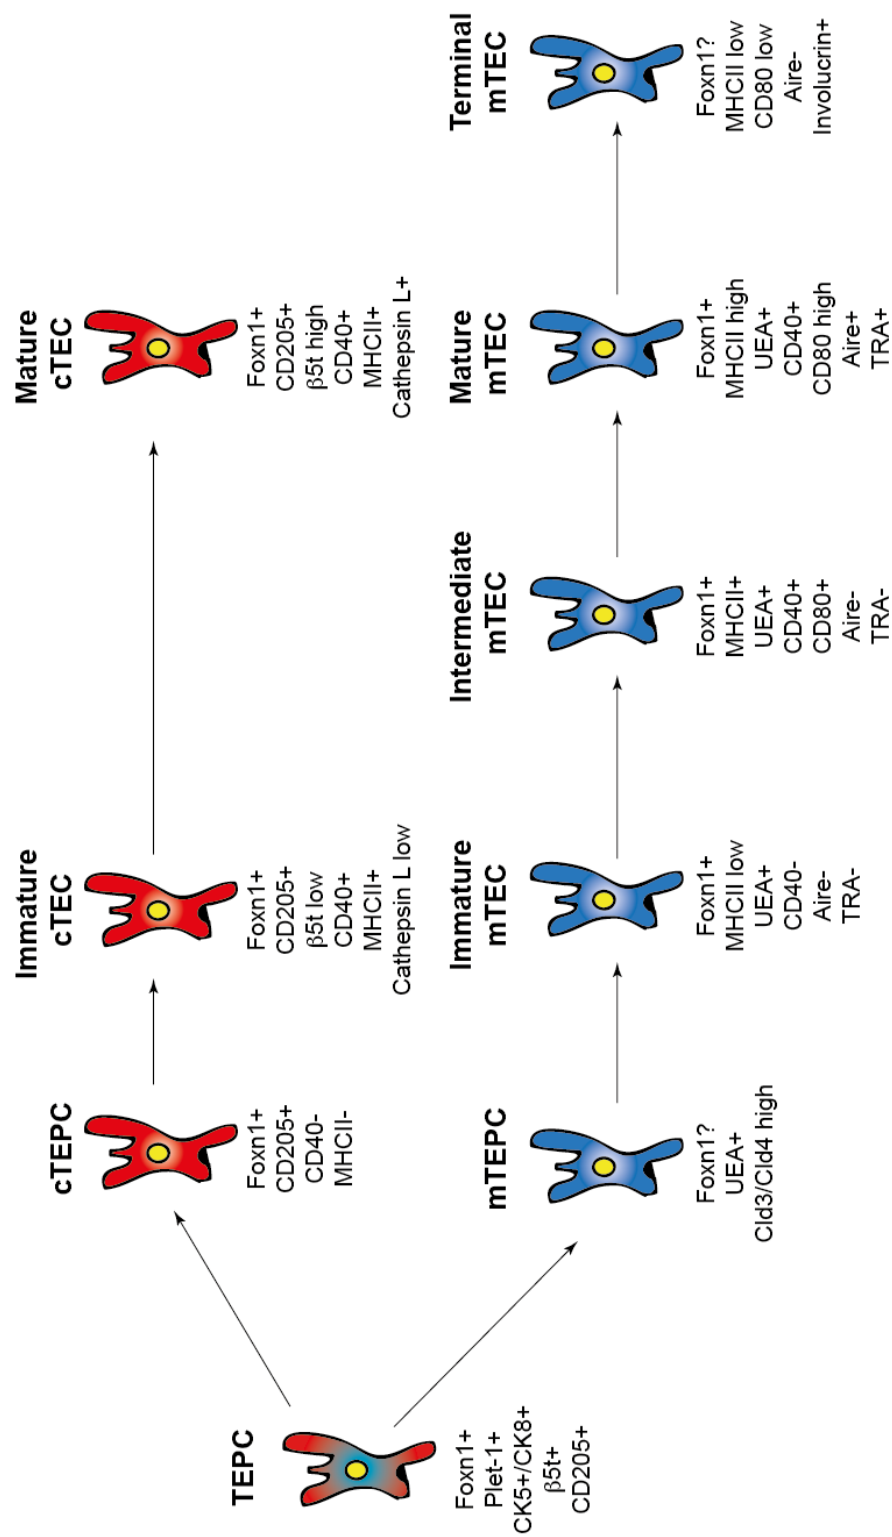 TEPC
Foxn1+
Plet-1+
CK5+/CK8+
β5t+
CD205+
cTEPC
Foxn1+
CD205+
CD40-
MHCII-
Immature
cTEC
Foxn1+
CD205+
β5t low
CD40+
MHCII+
Cathepsin L low
Mature
cTEC
Foxn1+
CD205+
β5t high
CD40+
MHCII+
Cathepsin L+
mTEPC
Foxn1?
UEA+
Cld3/Cld4 high
Immature
mTEC
Foxn1+
MHCII low
UEA+
CD40-
Aire-
TRA-
Intermediate
mTEC
Foxn1+
MHCII+
UEA+
CD40+
CD80+
Aire-
TRA-
Mature
mTEC
Foxn1+
MHCII high
UEA+
CD40+
CD80 high
Aire+
TRA+
Terminal
mTEC
Foxn1?
MHCII low
CD80 low
Aire-
Involucrin+